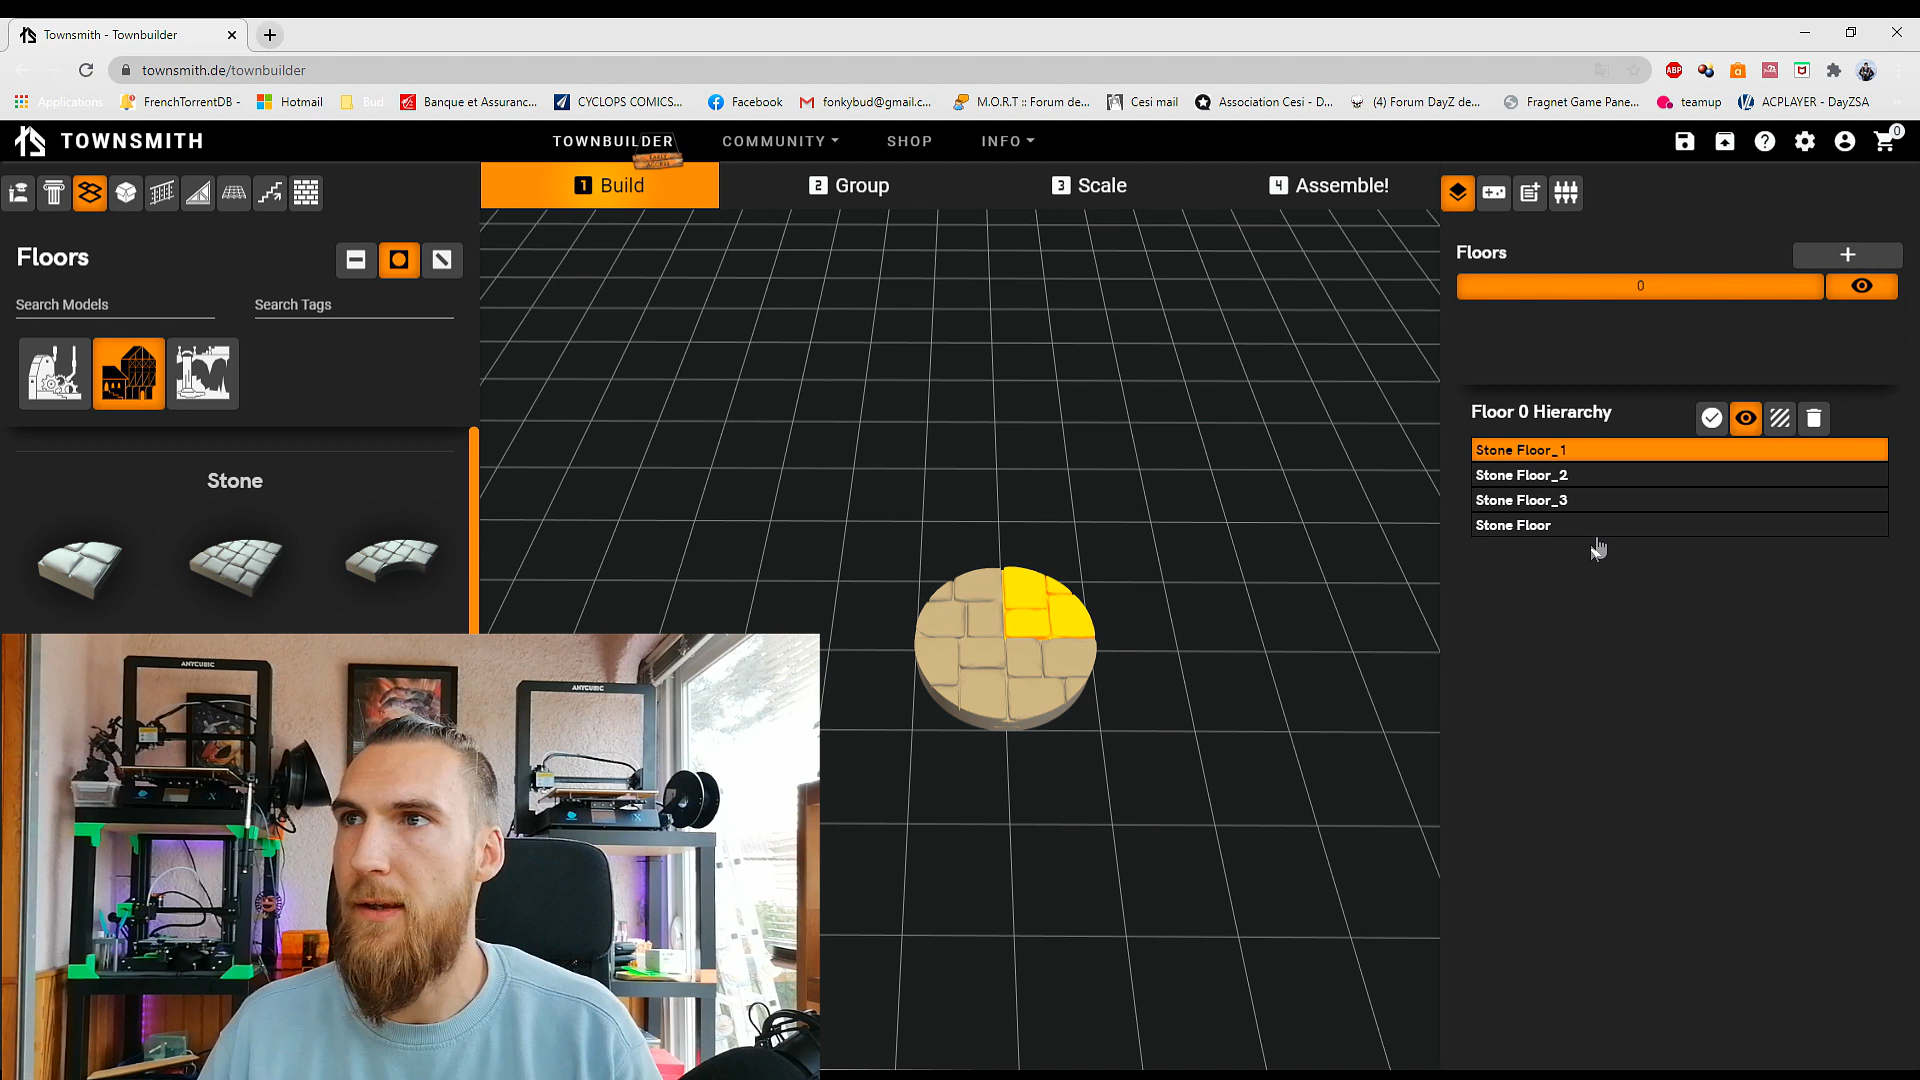 Townsmith - Townbuilder
townsmith.de/townbuilder
Applications
FrenchTorrentDB -
Hotmail
Bud
Banque et Assuranc...
CYCLOPS COMICS...
Facebook
fonkybud@gmail.c...
M.O.R.T :: Forum de...
Cesi mail
Association Cesi - D...
(4) Forum DayZ de...
Fragnet Game Pane...
teamup
ACPLAYER - DayZSA
TOWNSMITH
TOWNBUILDER
EARLY ACCESS
COMMUNITY
SHOP
INFO
0
1 Build
2 Group
3 Scale
4 Assemble!
Floors
Search Models
Search Tags
Stone
Floors
+
0
Floor 0 Hierarchy
Stone Floor_1
Stone Floor_2
Stone Floor_3
Stone Floor
ANYCUBIC
ANYCUBIC